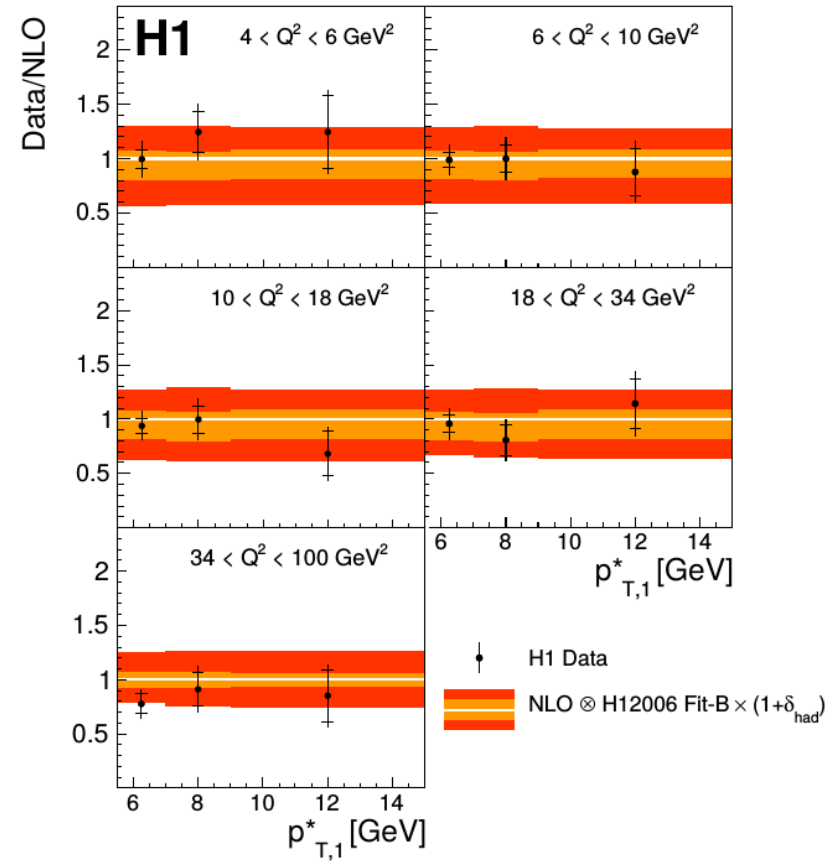 H1
Data/NLO
4 < Q² < 6 GeV²
6 < Q² < 10 GeV²
2
1.5
1
0.5
10 < Q² < 18 GeV²
18 < Q² < 34 GeV²
2
1.5
1
0.5
6 8 10 12 14
p*T,1 [GeV]
34 < Q² < 100 GeV²
2
1.5
1
0.5
6 8 10 12 14
p*T,1 [GeV]
H1 Data
NLO ⊗ H12006 Fit-B × (1+δhad)